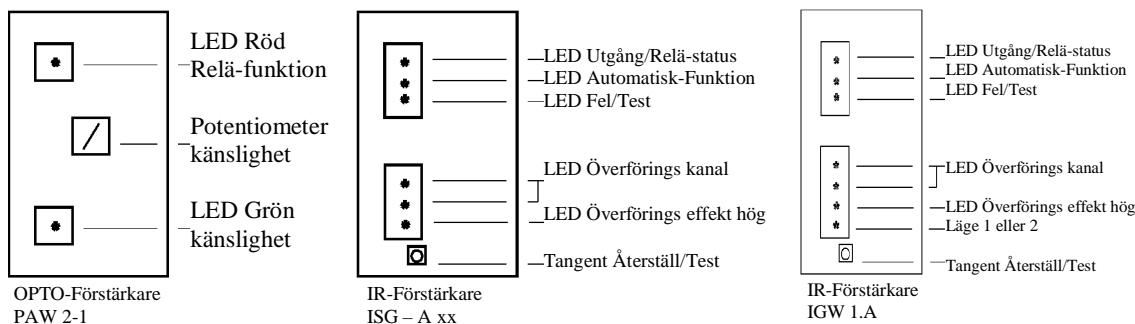 LED Röd
Relä-funktion
Potentiometer
känslighet
LED Grön
känslighet
OPTO-Förstärkare
PAW 2-1
LED Utgång/Relä-status
LED Automatisk-Funktion
LED Fel/Test
LED Överförings kanal
LED Överförings effekt hög
Tangent Återställ/Test
IR-Förstärkare
ISG – A xx
LED Utgång/Relä-status
LED Automatisk-Funktion
LED Fel/Test
LED Överförings kanal
LED Överförings effekt hög
Läge 1 eller 2
Tangent Återställ/Test
IR-Förstärkare
IGW 1.A